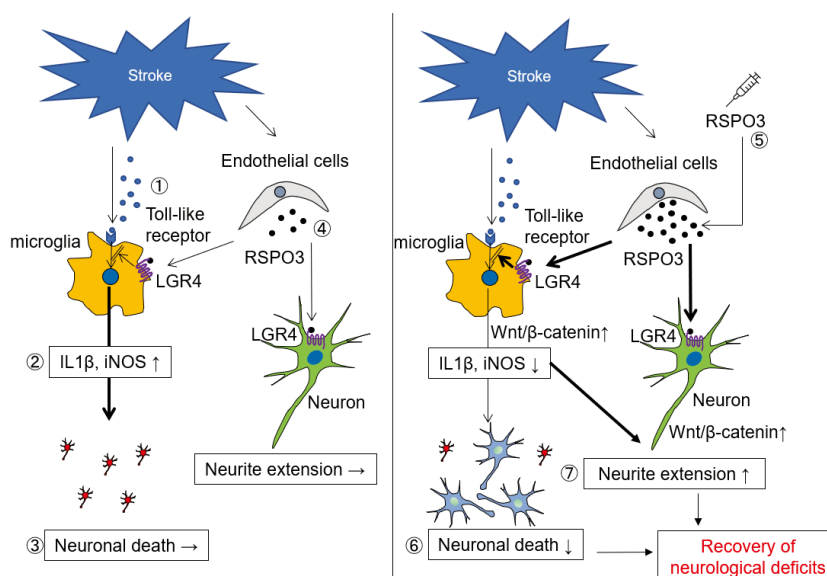 Stroke
①
Endothelial cells
Toll-like
receptor
④
microglia
RSPO3
LGR4
② IL1β, iNOS ↑
LGR4
Neuron
Neurite extension →
③ Neuronal death →
Stroke
RSPO3
⑤
Endothelial cells
Toll-like
receptor
microglia
RSPO3
LGR4
Wnt/β-catenin↑
LGR4
IL1β, iNOS ↓
Neuron
Wnt/β-catenin↑
⑦ Neurite extension ↑
⑥ Neuronal death ↓
Recovery of
neurological deficits